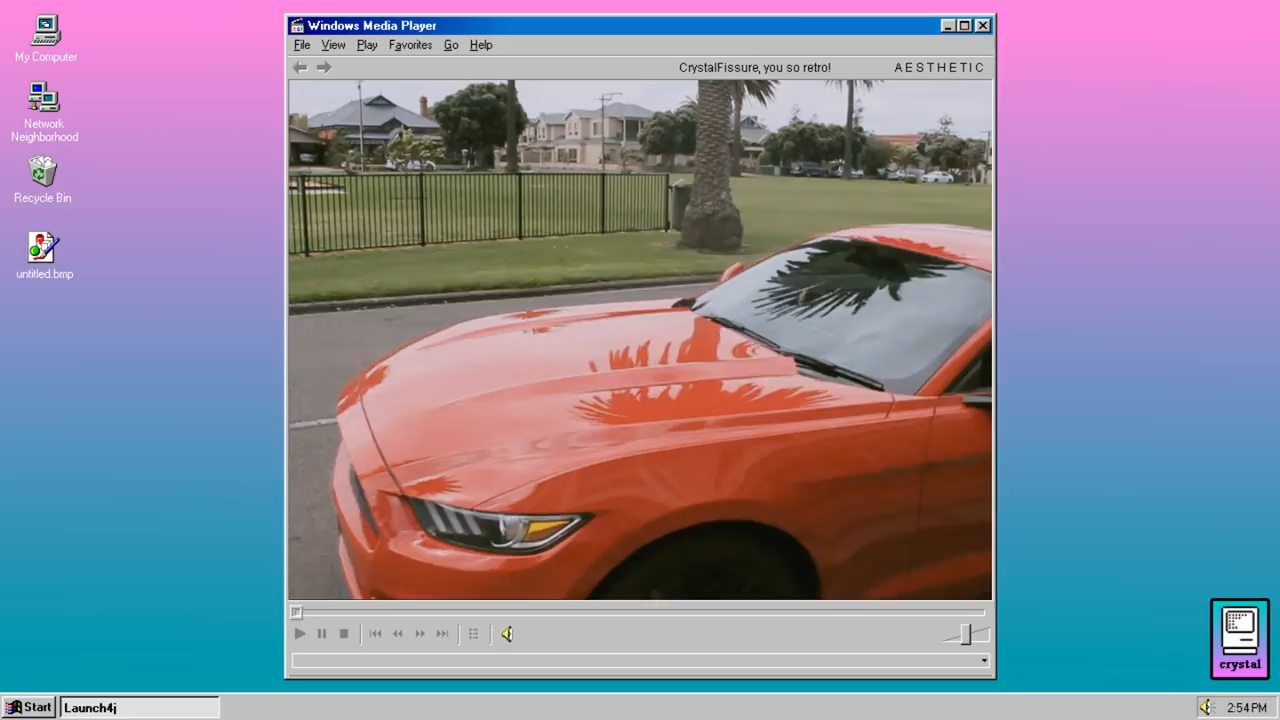 My Computer
Network
Neighborhood
Recycle Bin
untitled.bmp
Windows Media Player
File View Play Favorites Go Help
CrystalFissure, you so retro! AESTHETIC
crystal
Start Launch4j 2:54 PM